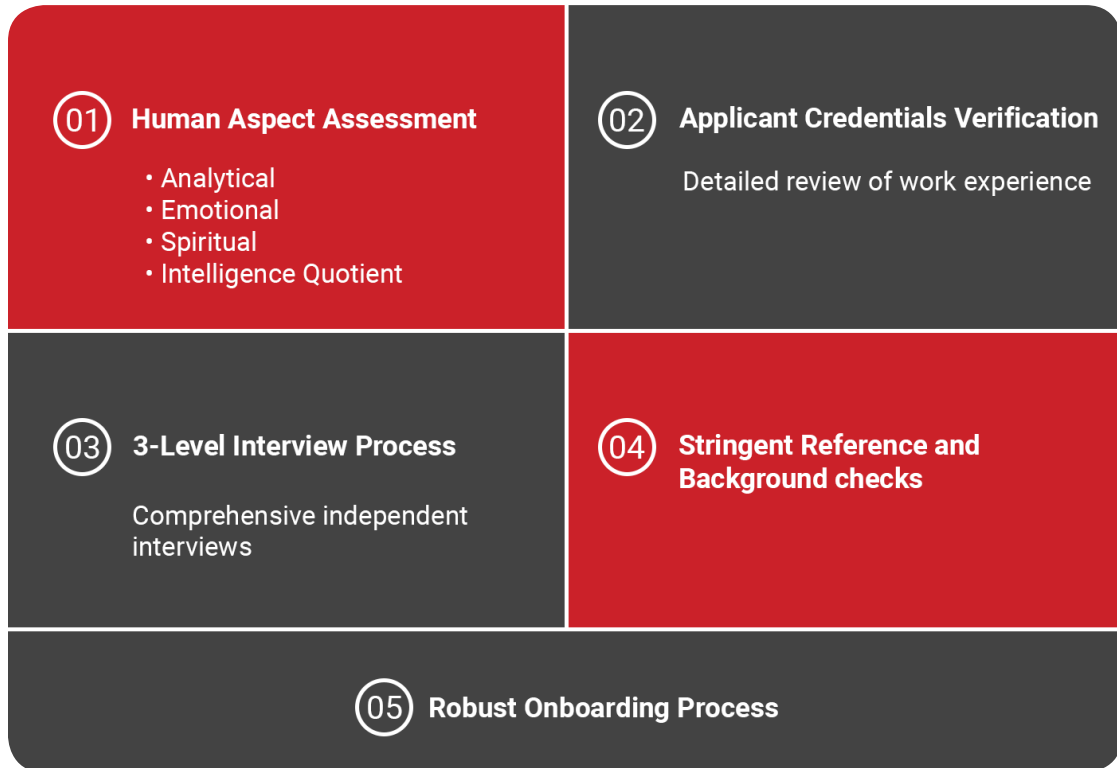 01 Human Aspect Assessment
• Analytical
• Emotional
• Spiritual
• Intelligence Quotient
02 Applicant Credentials Verification
Detailed review of work experience
03 3-Level Interview Process
Comprehensive independent
interviews
04 Stringent Reference and
Background checks
05 Robust Onboarding Process